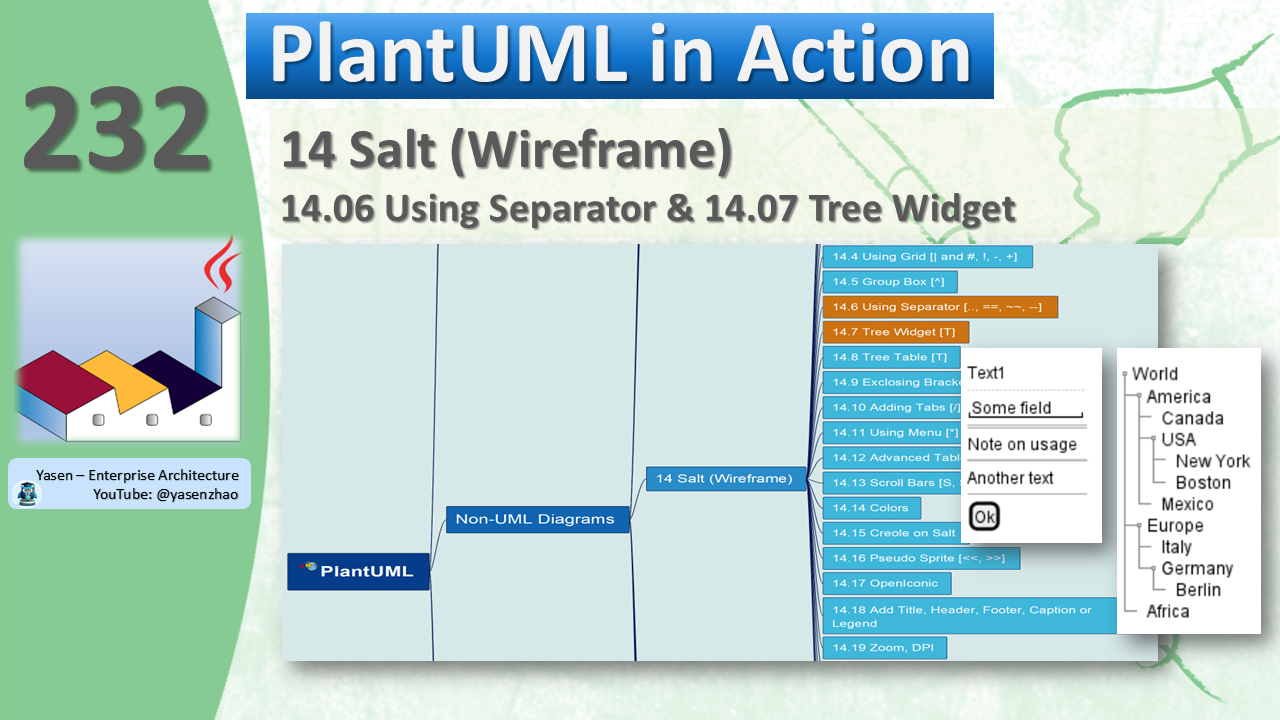 PlantUML in Action
232
14 Salt (Wireframe)
14.06 Using Separator & 14.07 Tree Widget
Yasen – Enterprise Architecture
YouTube: @yasenzhao
PlantUML
Non-UML Diagrams
14 Salt (Wireframe)
14.4 Using Grid [| and #, !, -, +]
14.5 Group Box [^]
14.6 Using Separator [.., ==, ~~, --]
14.7 Tree Widget [T]
14.8 Tree Table [T]
14.9 Exclosing
14.10 Adding Tabs [/]
14.11 Using Menu [*]
14.12 Advanced
14.13 Scroll Bars [S,
14.14 Colors
14.15 Creole on Salt
14.16 Pseudo Sprite [<<, >>]
14.17 OpenIconic
14.18 Add Title, Header, Footer, Caption or
Legend
14.19 Zoom, DPI
Text1
Some field
Note on usage
Another text
Ok
World
America
Canada
USA
New York
Boston
Mexico
Europe
Italy
Germany
Berlin
Africa